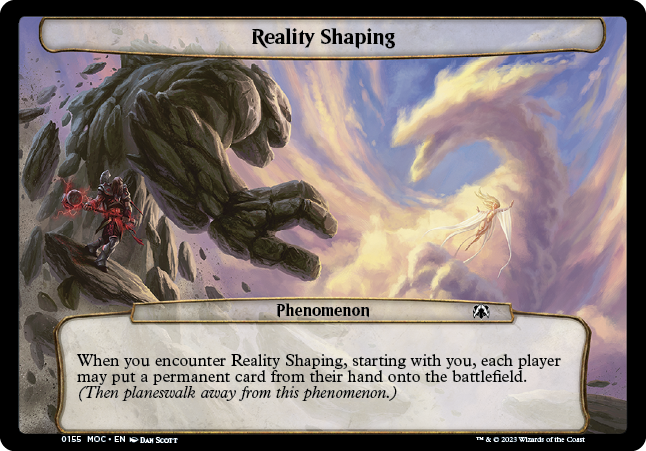 Reality Shaping
Phenomenon
When you encounter Reality Shaping, starting with you, each player
may put a permanent card from their hand onto the battlefield.
(Then planeswalk away from this phenomenon.)
0155 MOC • EN Dan Scott
™ & © 2023 Wizards of the Coast